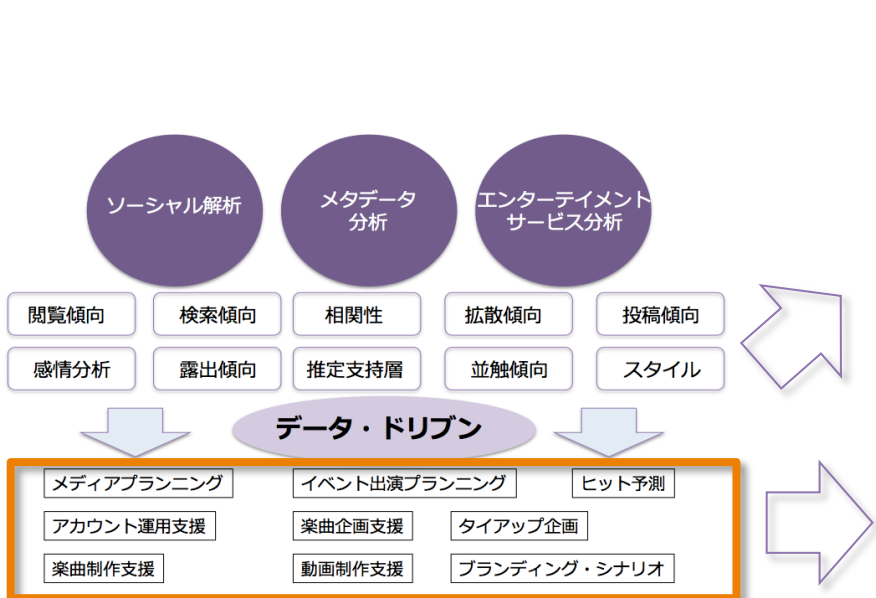 ソーシャル解析
メタデータ
分析
エンターテイメント
サービス分析
閲覧傾向
検索傾向
相関性
拡散傾向
投稿傾向
感情分析
露出傾向
推定支持層
並触傾向
スタイル
データ・ドリブン
メディアプランニング
イベント出演プランニング
ヒット予測
アカウント運用支援
楽曲企画支援
タイアップ企画
楽曲制作支援
動画制作支援
ブランディング・シナリオ